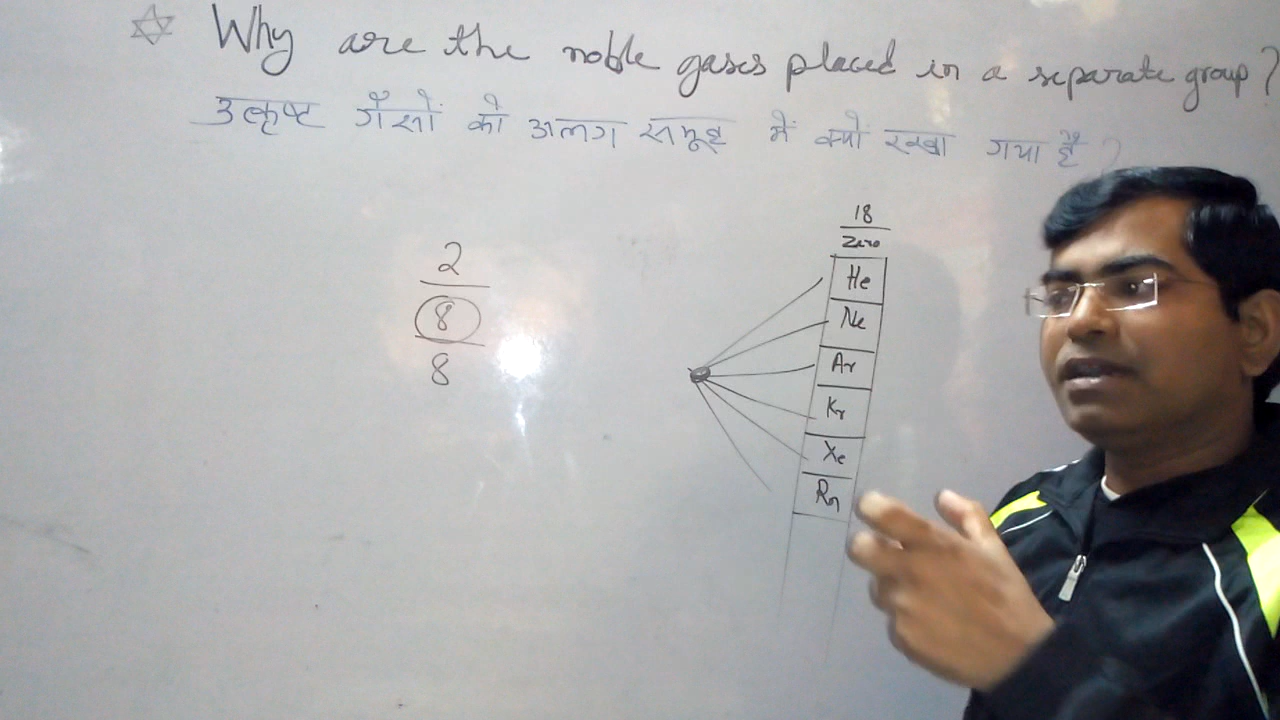 Why are the noble gases placed in a separate group?
उत्कृष्ट गैसों को अलग समूह में क्यों रखा गया है?
2
8
8
18
Zero
He
Ne
Ar
Kr
Xe
Rn